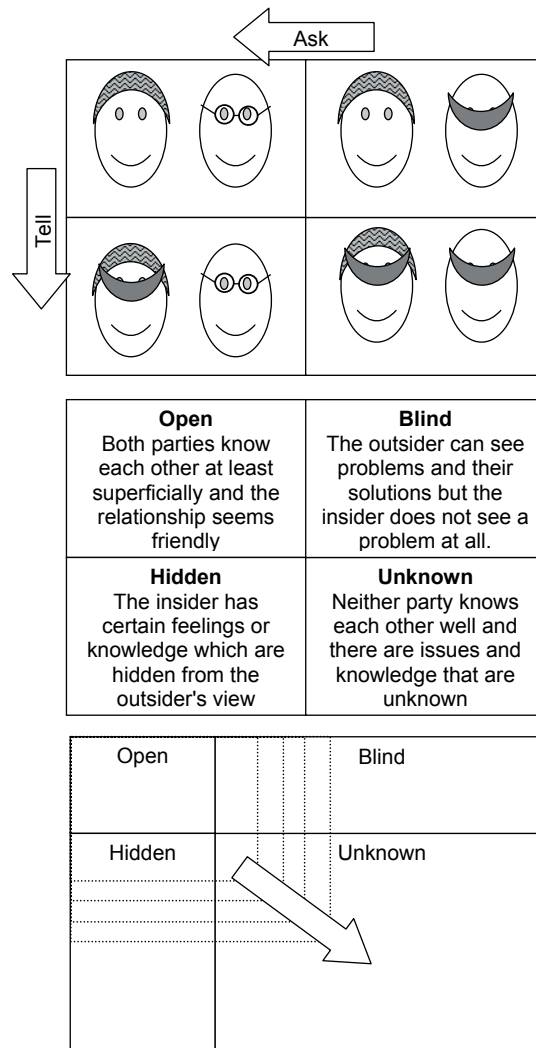 Ask
Tell
Open
Both parties know
each other at least
superficially and the
relationship seems
friendly
Blind
The outsider can see
problems and their
solutions but the
insider does not see a
problem at all.
Hidden
The insider has
certain feelings or
knowledge which are
hidden from the
outsider's view
Unknown
Neither party knows
each other well and
there are issues and
knowledge that are
unknown
Open
Blind
Hidden
Unknown